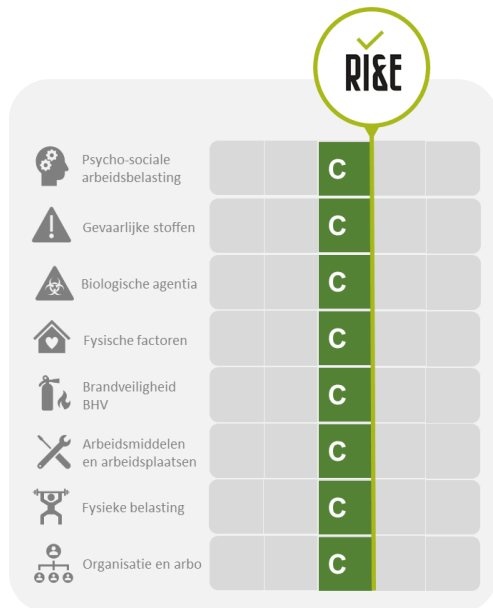 RI&E
Psycho-sociale
arbeidsbelasting
C
Gevaarlijke stoffen
C
Biologische agentia
C
Fysische factoren
C
Brandveiligheid
BHV
C
Arbeidsmiddelen
en arbeidsplaatsen
C
Fysieke belasting
C
Organisatie en arbo
C